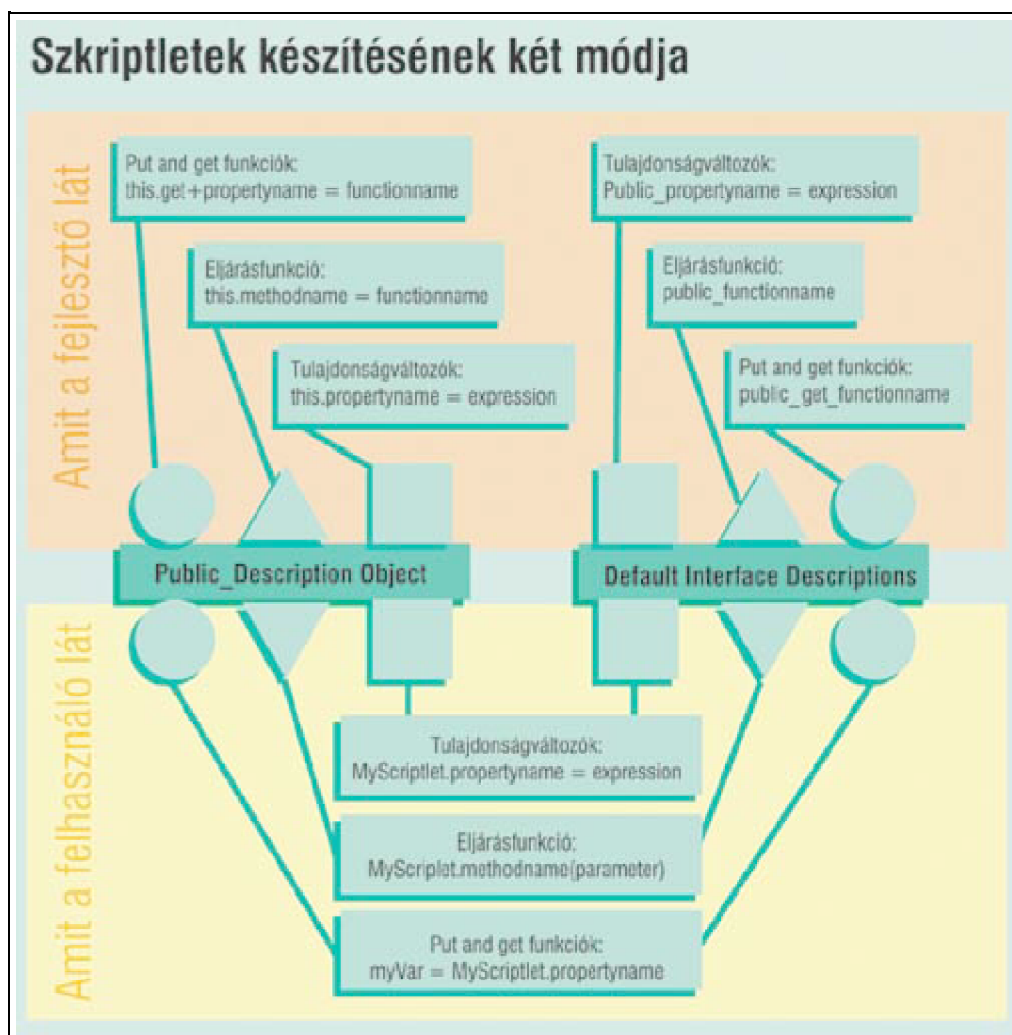 Szkriptletek készítésének két módja
Amit a fejlesztő lát
Put and get funkciók:
this.get+propertyname = functionname
Eljárásfunkció:
this.methodname = functionname
Tulajdonságváltozók:
this.propertyname = expression
Tulajdonságváltozók:
Public_propertyname = expression
Eljárásfunkció:
public_functionname
Put and get funkciók:
public_get_functionname
Public_Description Object
Default Interface Descriptions
Amit a felhasználó lát
Tulajdonságváltozók:
MyScriptlet.propertyname = expression
Eljárásfunkció:
MyScriplet.methodname(parameter)
Put and get funkciók:
myVar = MyScriptlet.propertyname